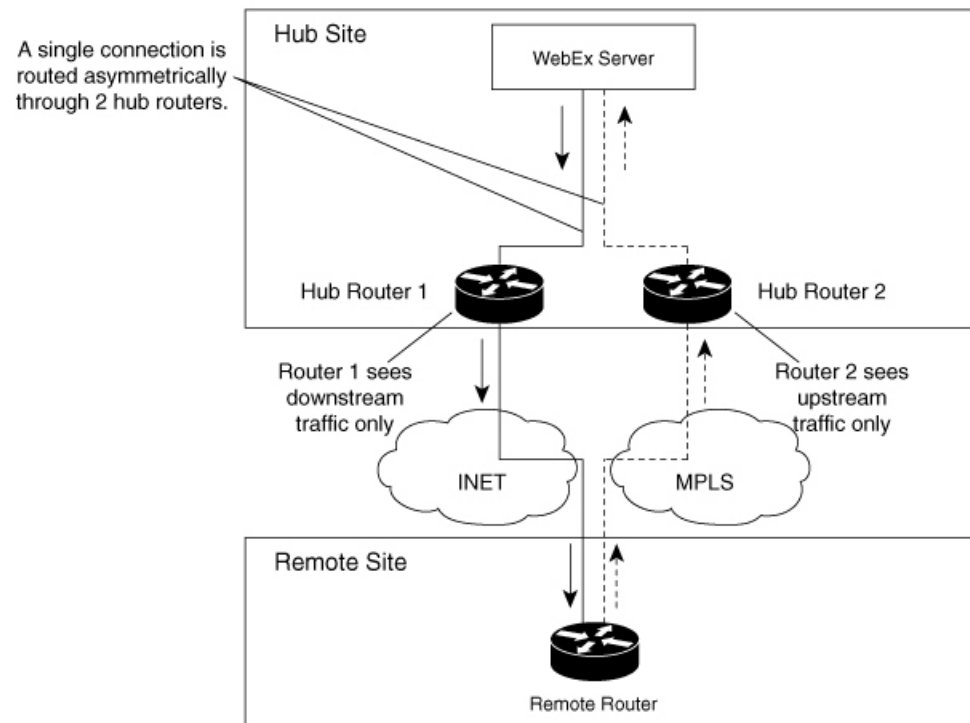 Hub Site
A single connection is
routed asymmetrically
through 2 hub routers.
WebEx Server
Hub Router 1
Hub Router 2
Router 1 sees
downstream
traffic only
Router 2 sees
upstream
traffic only
INET
MPLS
Remote Site
Remote Router